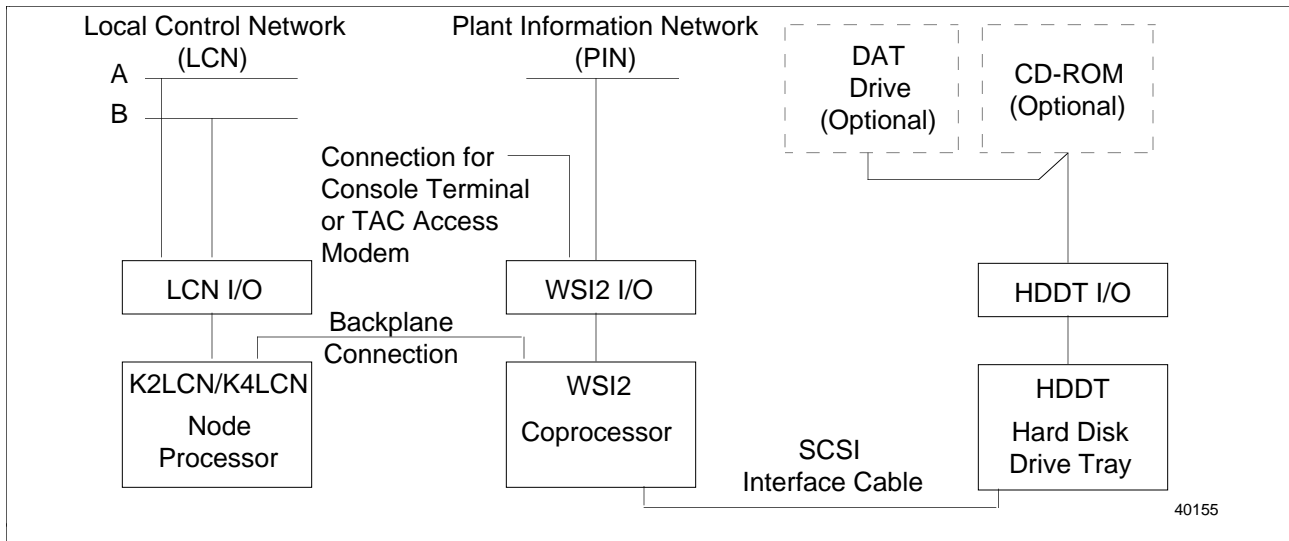 Local Control Network
(LCN)
A
B
Plant Information Network
(PIN)
DAT
Drive
(Optional)
CD-ROM
(Optional)
Connection for
Console Terminal
or TAC Access
Modem
LCN I/O
WSI2 I/O
HDDT I/O
Backplane
Connection
K2LCN/K4LCN
Node
Processor
WSI2
Coprocessor
HDDT
Hard Disk
Drive Tray
SCSI
Interface Cable
40155